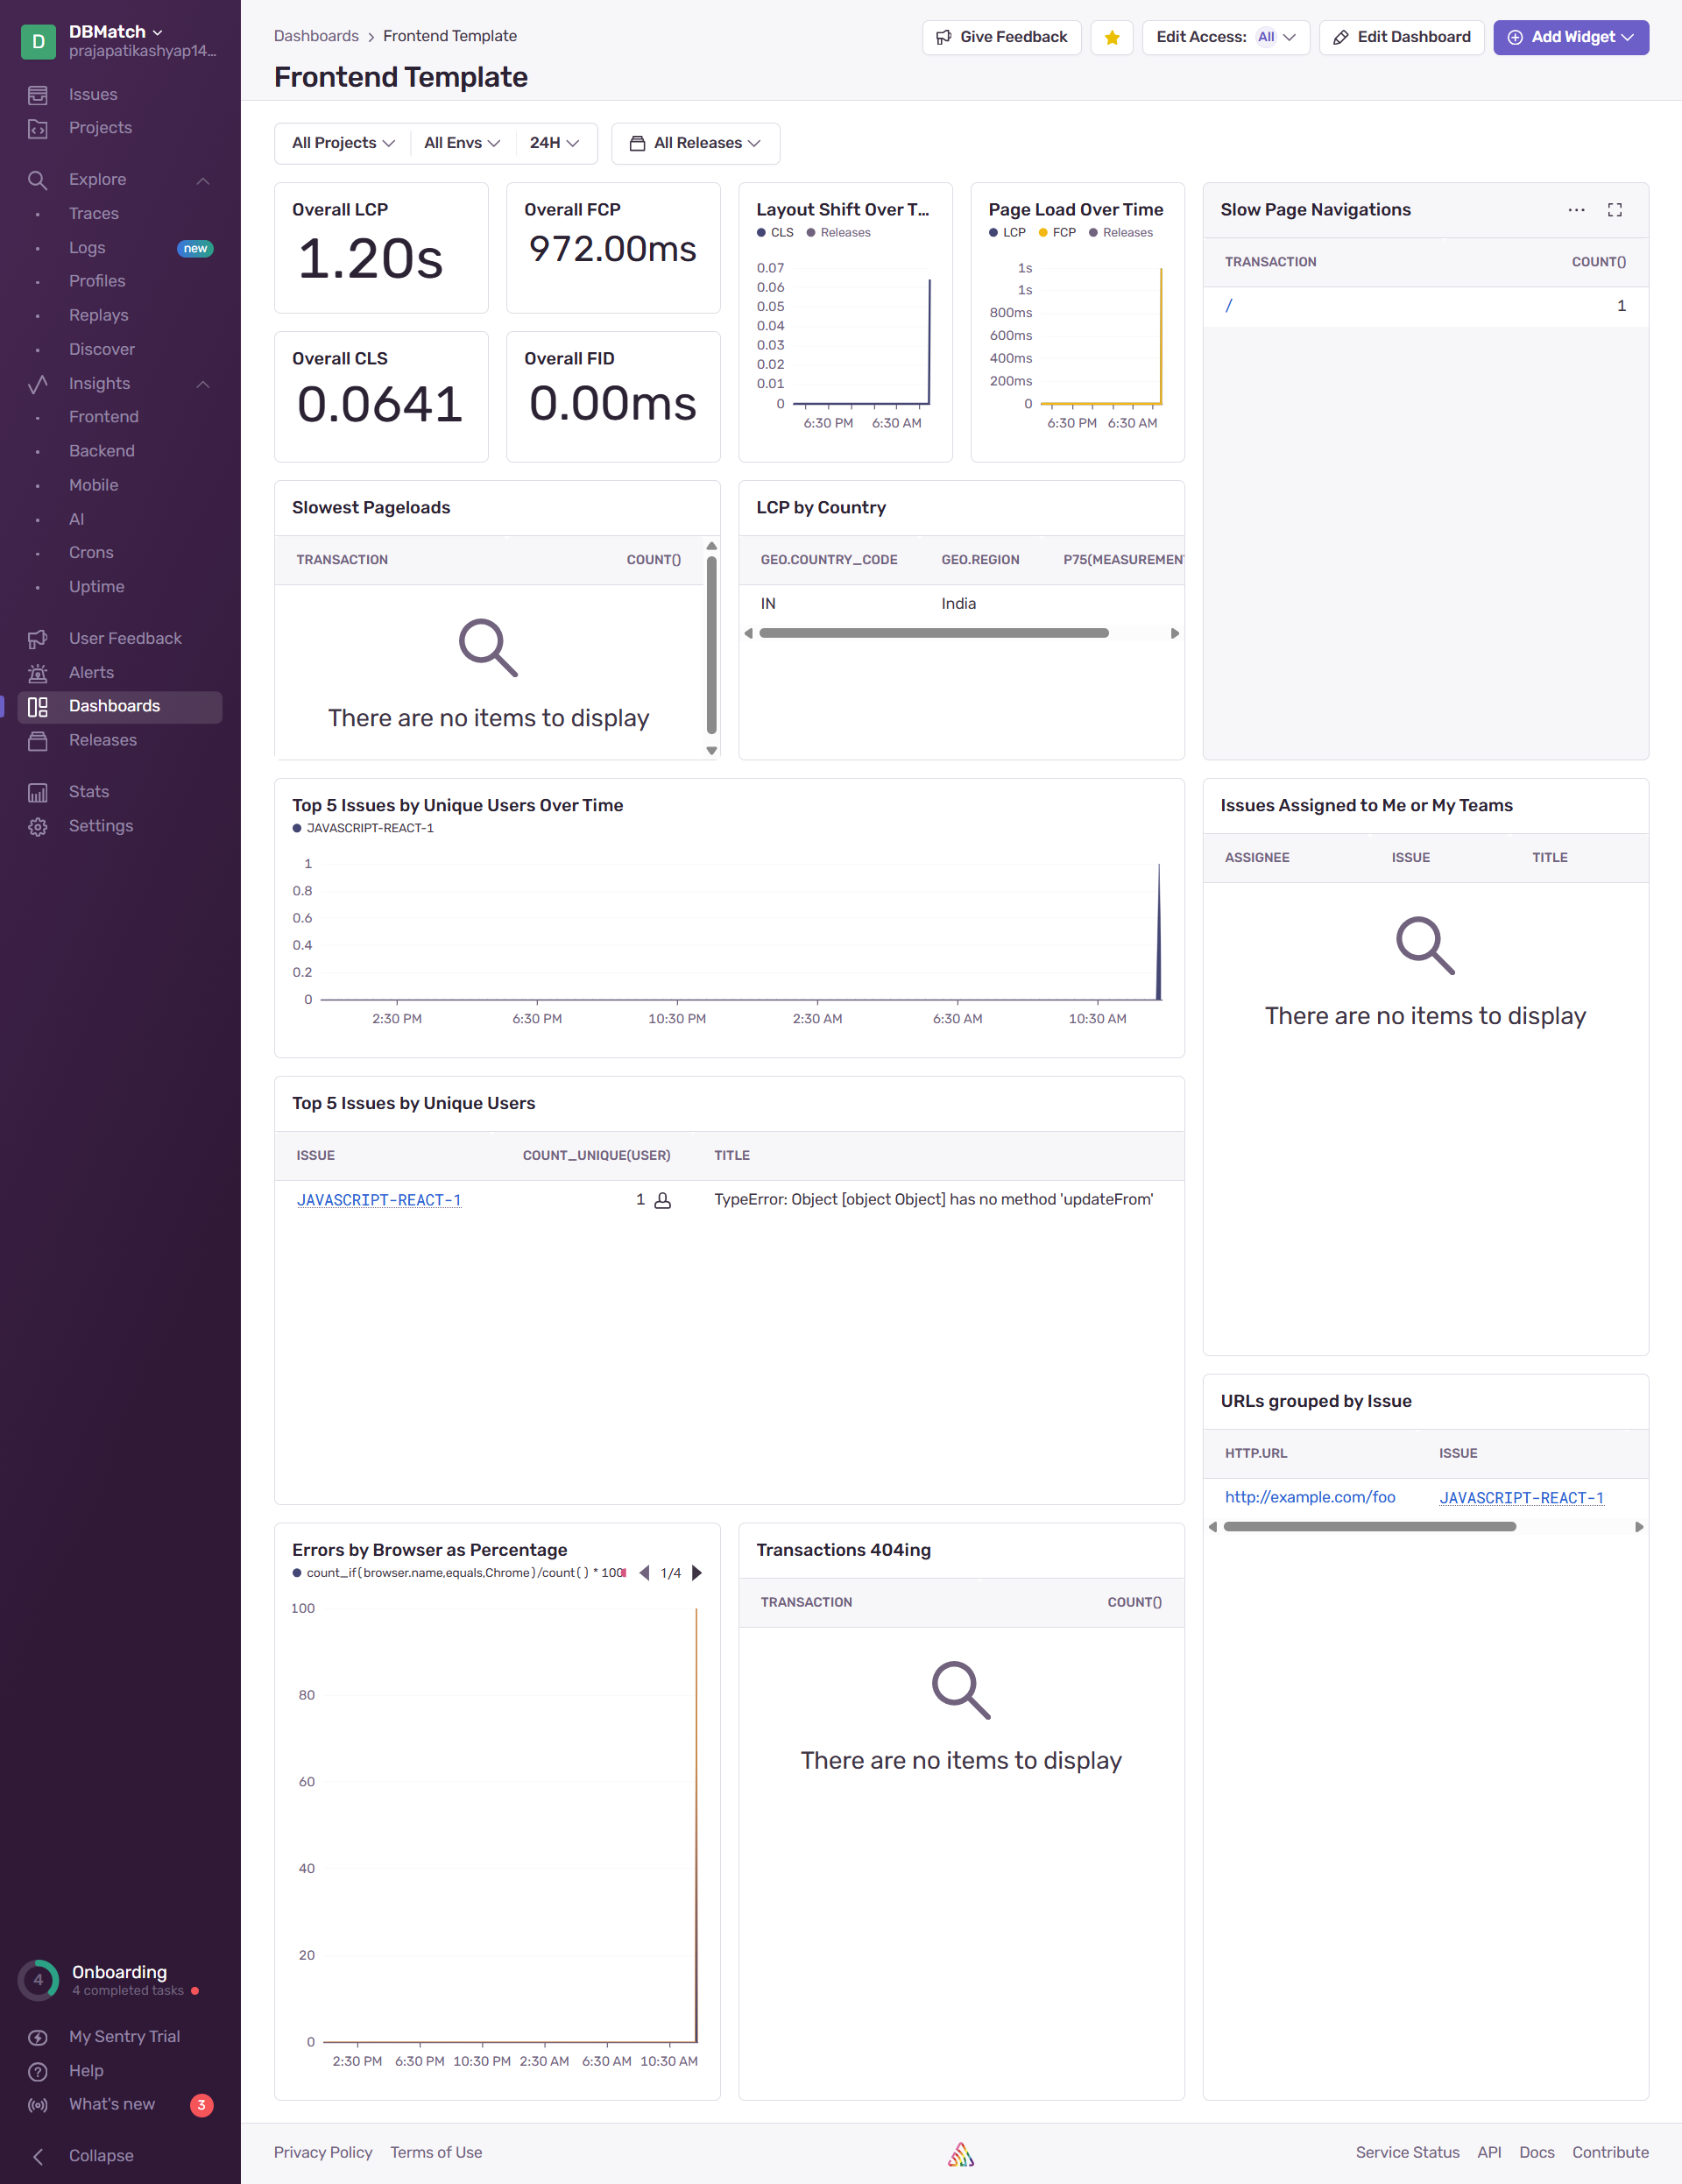 D
DBMatch
prajapatikashyap14...
Issues
Projects
Explore
Traces
Logs new
Profiles
Replays
Discover
Insights
Frontend
Backend
Mobile
AI
Crons
Uptime
User Feedback
Alerts
Dashboards
Releases
Stats
Settings
4
Onboarding
4 completed tasks
My Sentry Trial
Help
What's new 3
Collapse
Dashboards > Frontend Template
Give Feedback
Edit Access: All
Edit Dashboard
Add Widget
Frontend Template
All Projects
All Envs
24H
All Releases
Overall LCP
1.20s
Overall FCP
972.00ms
Overall CLS
0.0641
Overall FID
0.00ms
Layout Shift Over T...
CLS Releases
0.07
0.06
0.05
0.04
0.03
0.02
0.01
0
6:30 PM 6:30 AM
Page Load Over Time
LCP FCP Releases
1s
1s
800ms
600ms
400ms
200ms
0
6:30 PM 6:30 AM
Slow Page Navigations
TRANSACTION COUNT()
/ 1
Slowest Pageloads
TRANSACTION COUNT()
There are no items to display
LCP by Country
GEO.COUNTRY_CODE GEO.REGION P75(MEASUREMENT
IN India
Top 5 Issues by Unique Users Over Time
JAVASCRIPT-REACT-1
1
0.8
0.6
0.4
0.2
0
2:30 PM 6:30 PM 10:30 PM 2:30 AM 6:30 AM 10:30 AM
Issues Assigned to Me or My Teams
ASSIGNEE ISSUE TITLE
There are no items to display
Top 5 Issues by Unique Users
ISSUE COUNT_UNIQUE(USER) TITLE
JAVASCRIPT-REACT-1 1 TypeError: Object [object Object] has no method 'updateFrom'
URLs grouped by Issue
HTTP.URL ISSUE
http://example.com/foo JAVASCRIPT-REACT-1
Errors by Browser as Percentage
count_if(browser.name,equals,Chrome)/count() * 100 1/4
100
80
60
40
20
0
2:30 PM 6:30 PM 10:30 PM 2:30 AM 6:30 AM 10:30 AM
Transactions 404ing
TRANSACTION COUNT()
There are no items to display
Privacy Policy Terms of Use
Service Status API Docs Contribute